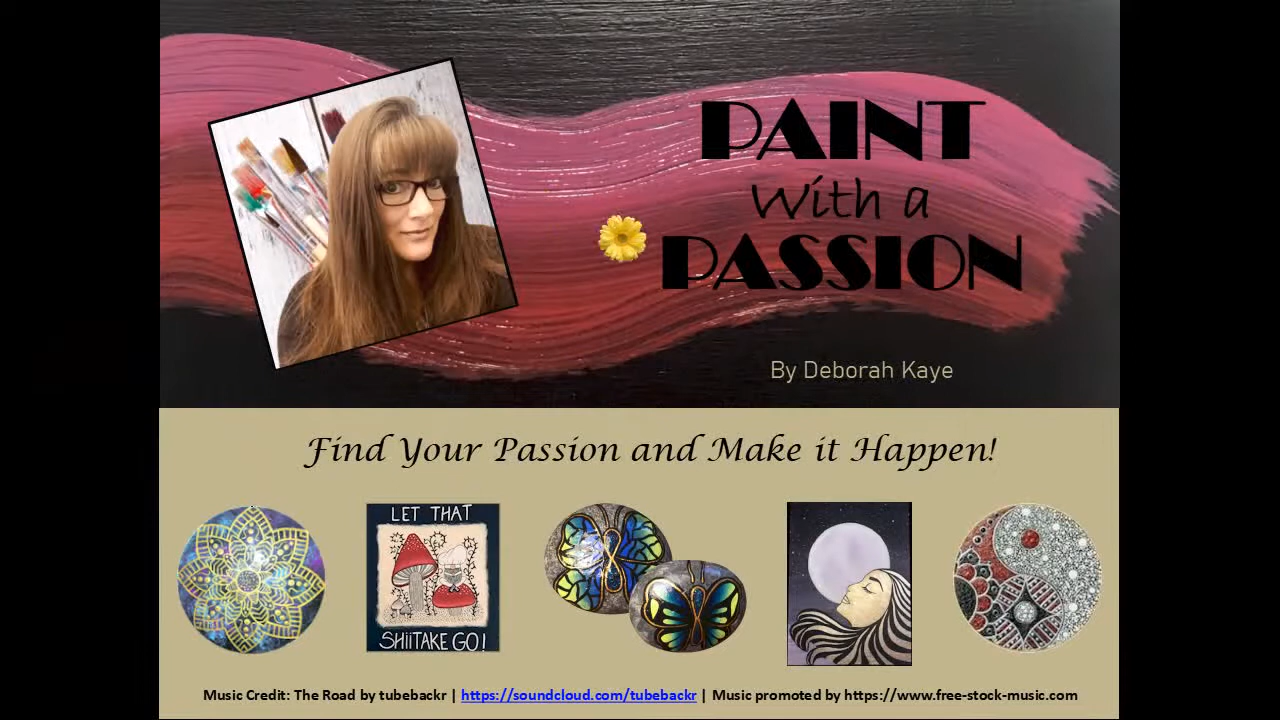 PAINT
With a
PASSION
By Deborah Kaye
Find Your Passion and Make it Happen!
LET THAT
SHiiTAKE GO!
Music Credit: The Road by tubebackr | https://soundcloud.com/tubebackr | Music promoted by https://www.free-stock-music.com